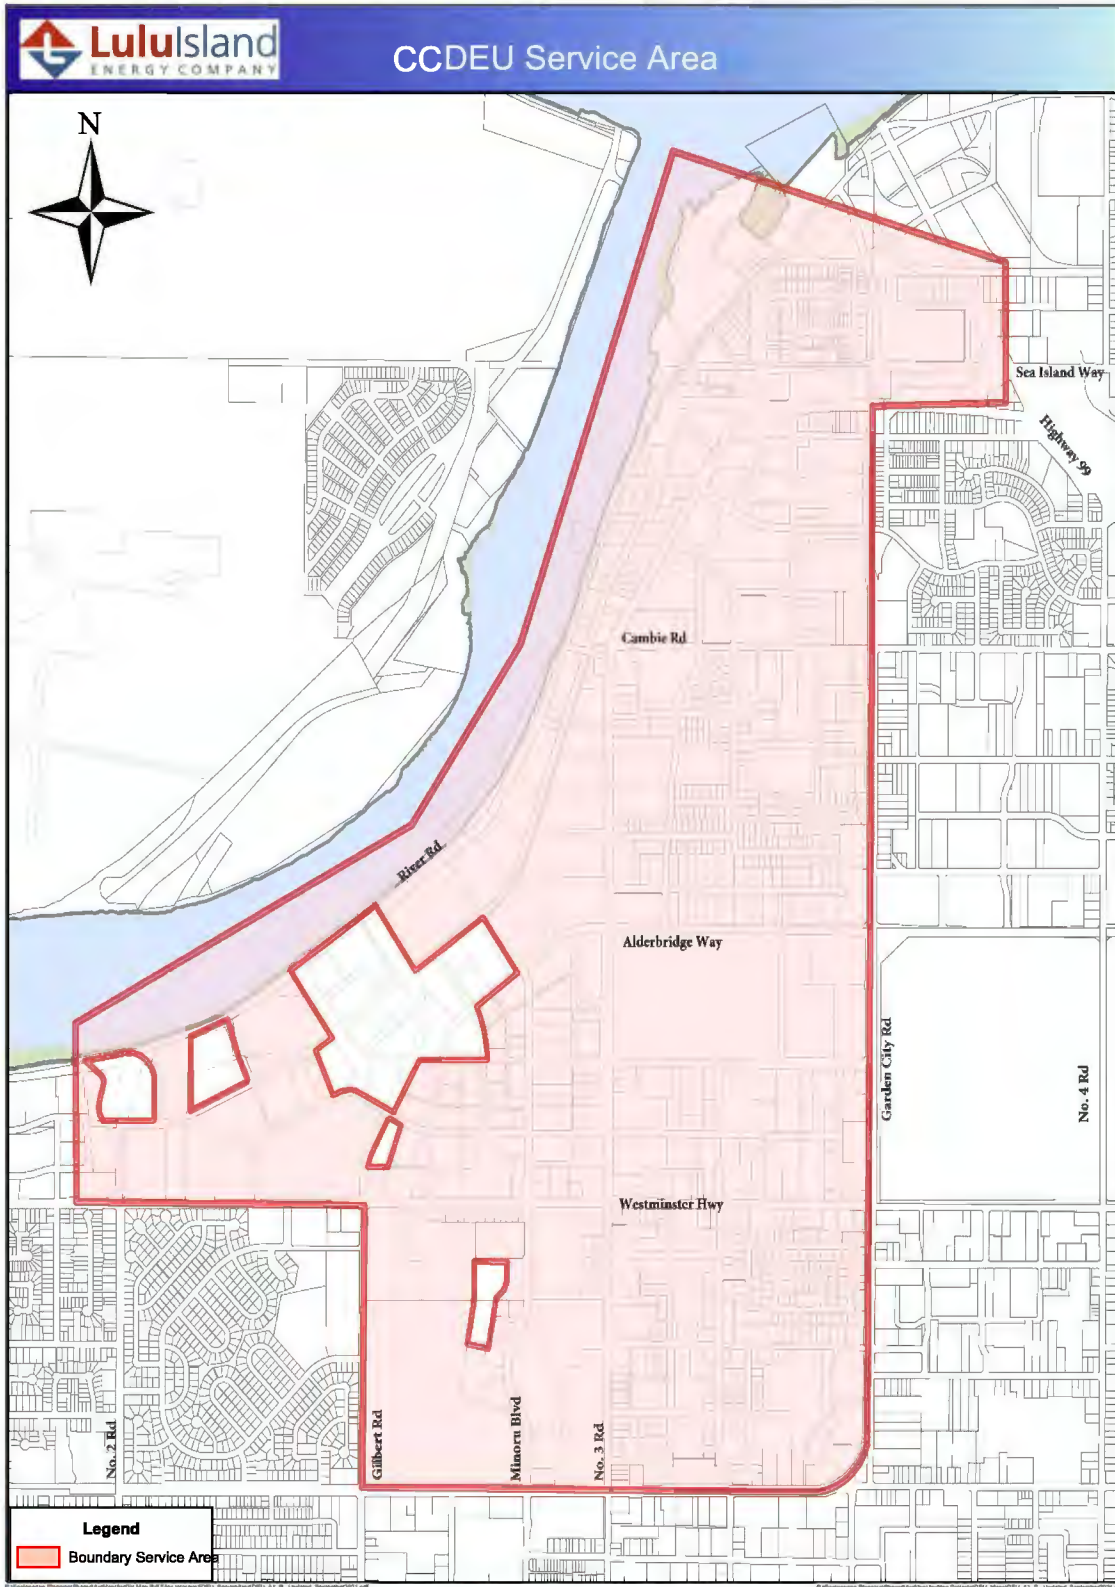 LuluIsland
ENERGY COMPANY
CCDEU Service Area
N
Sea Island Way
Highway 99
Cambie Rd
River Rd
Alderbridge Way
Garden City Rd
No. 4 Rd
Westminster Hwy
No. 2 Rd
Gilbert Rd
Minoru Blvd
No. 3 Rd
Legend
Boundary Service Area